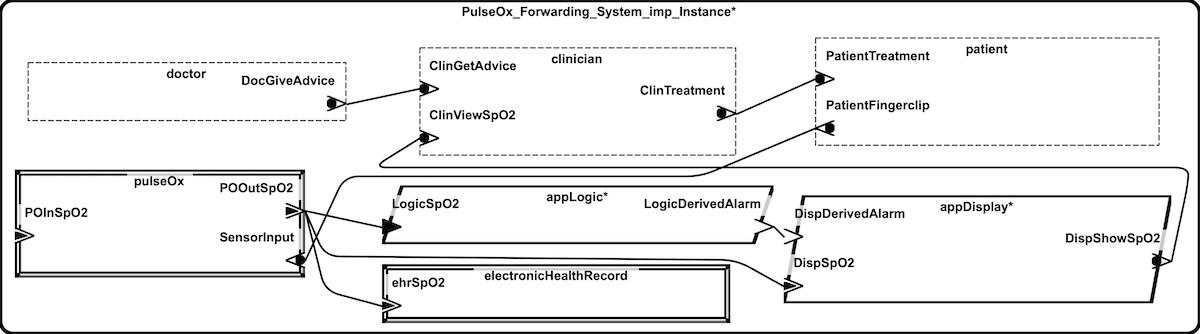 PulseOx_Forwarding_System_imp_Instance*
doctor
DocGiveAdvice
clinician
ClinGetAdvice
ClinTreatment
ClinViewSpO2
patient
PatientTreatment
PatientFingerclip
pulseOx
POOutSpO2
POInSpO2
SensorInput
appLogic*
LogicSpO2
LogicDerivedAlarm
electronicHealthRecord
ehrSpO2
appDisplay*
DispDerivedAlarm
DispShowSpO2
DispSpO2